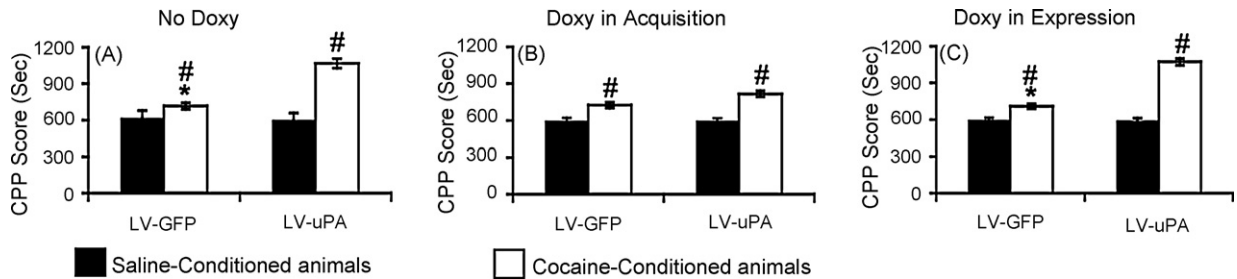 No Doxy
Doxy in Acquisition
Doxy in Expression
CPP Score (Sec)
1200
900
600
300
0
(A)
#
*
#
LV-GFP
LV-uPA
CPP Score (Sec)
1200
900
600
300
0
(B)
#
#
LV-GFP
LV-uPA
CPP Score (Sec)
1200
900
600
300
0
(C)
#
*
#
LV-GFP
LV-uPA
Saline-Conditioned animals
Cocaine-Conditioned animals